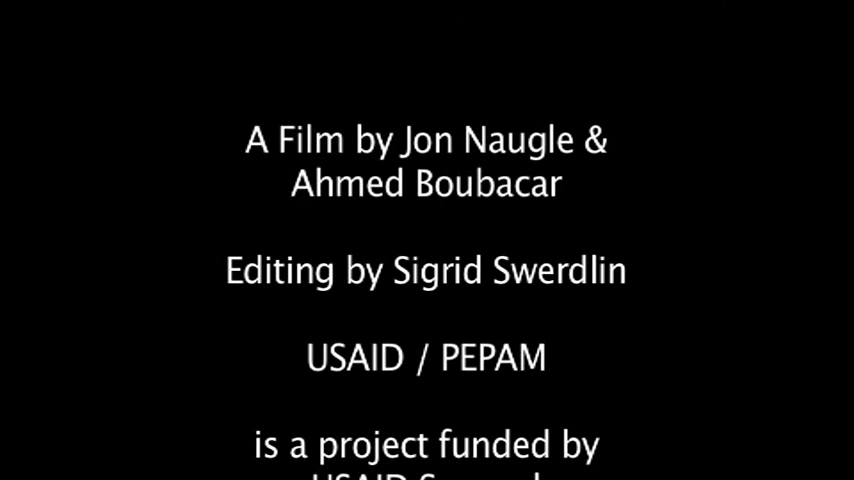 A Film by Jon Naugle &
Ahmed Boubacar
Editing by Sigrid Swerdlin
USAID / PEPAM
is a project funded by